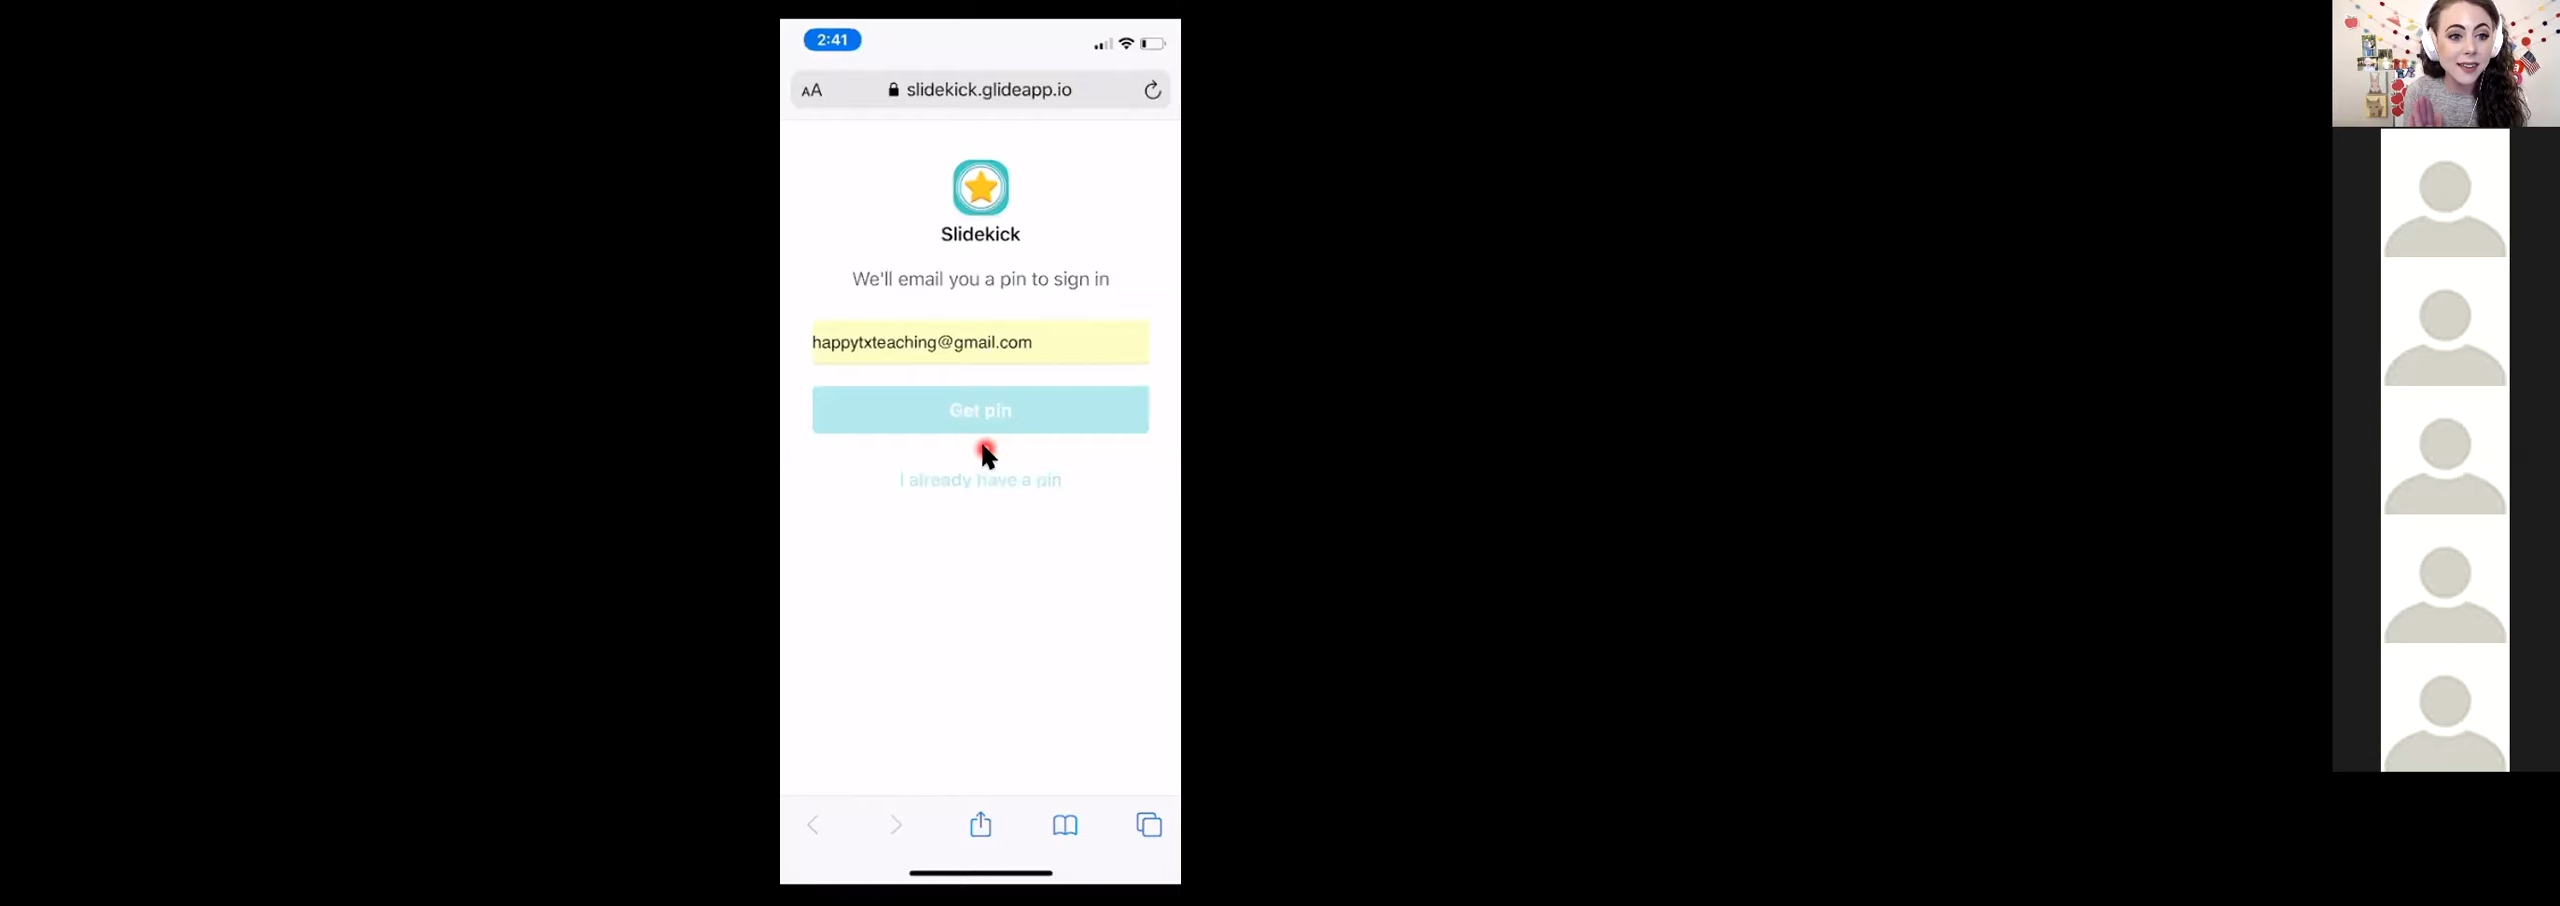 2:41
AA slidekick.glideapp.io
Slidekick
We'll email you a pin to sign in
happytxteaching@gmail.com
Get pin
I already have a pin